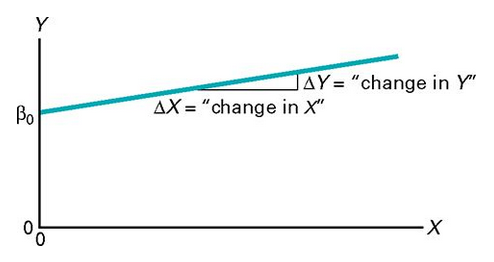 Y
ΔY = “change in Y”
β0
ΔX = “change in X”
0
X
0